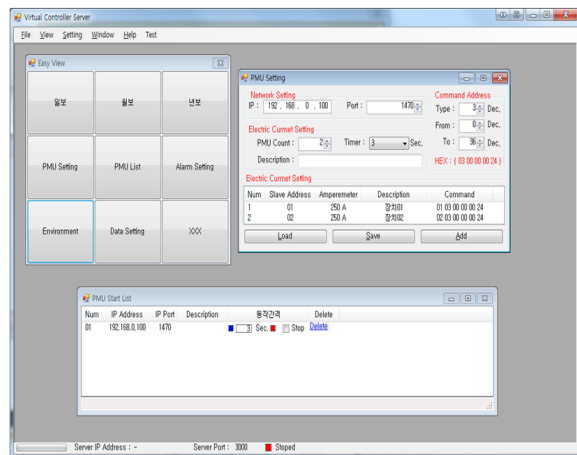 Virtual Controller Server
File View Setting Window Help Test
Easy View
일보 월보 년보
PMU Setting PMU List Alarm Setting
Environment Data Setting XXX
PMU Setting
Network Setting
IP : 192 , 168 , 0 , 100 Port : 1470
Electric Curmet Setting
PMU Count : 2 Timer : 3 Sec,
Description :
Command Address
Type : 3 Dec,
From : 0 Dec,
To : 36 Dec,
HEX : ( 03 00 00 00 24 )
Electric Curmet Setting
Num Slave Address Amperemeter Description Command
1 01 250 A 장치01 01 03 00 00 00 24
2 02 250 A 장치02 02 03 00 00 00 24
Load Save Add
PMU Start List
Num IP Address IP Port Description 동작간격 Delete
01 192,168,0,100 1470 3 Sec, Stop Delete
Server IP Address : - Server Port : 3000 Stoped